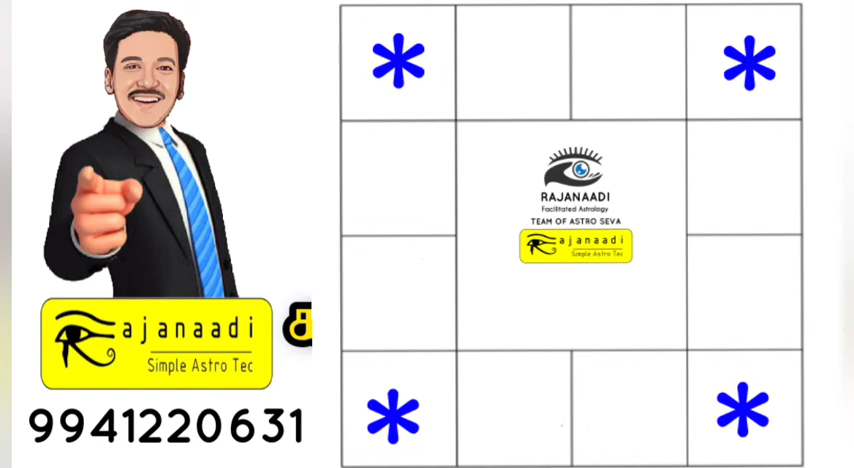 ajanaadi
Simple Astro Tec
9941220631
RAJANAADI
Facilitated Astrology
TEAM OF ASTRO SEVA
ajanaadi
Simple Astro Tec